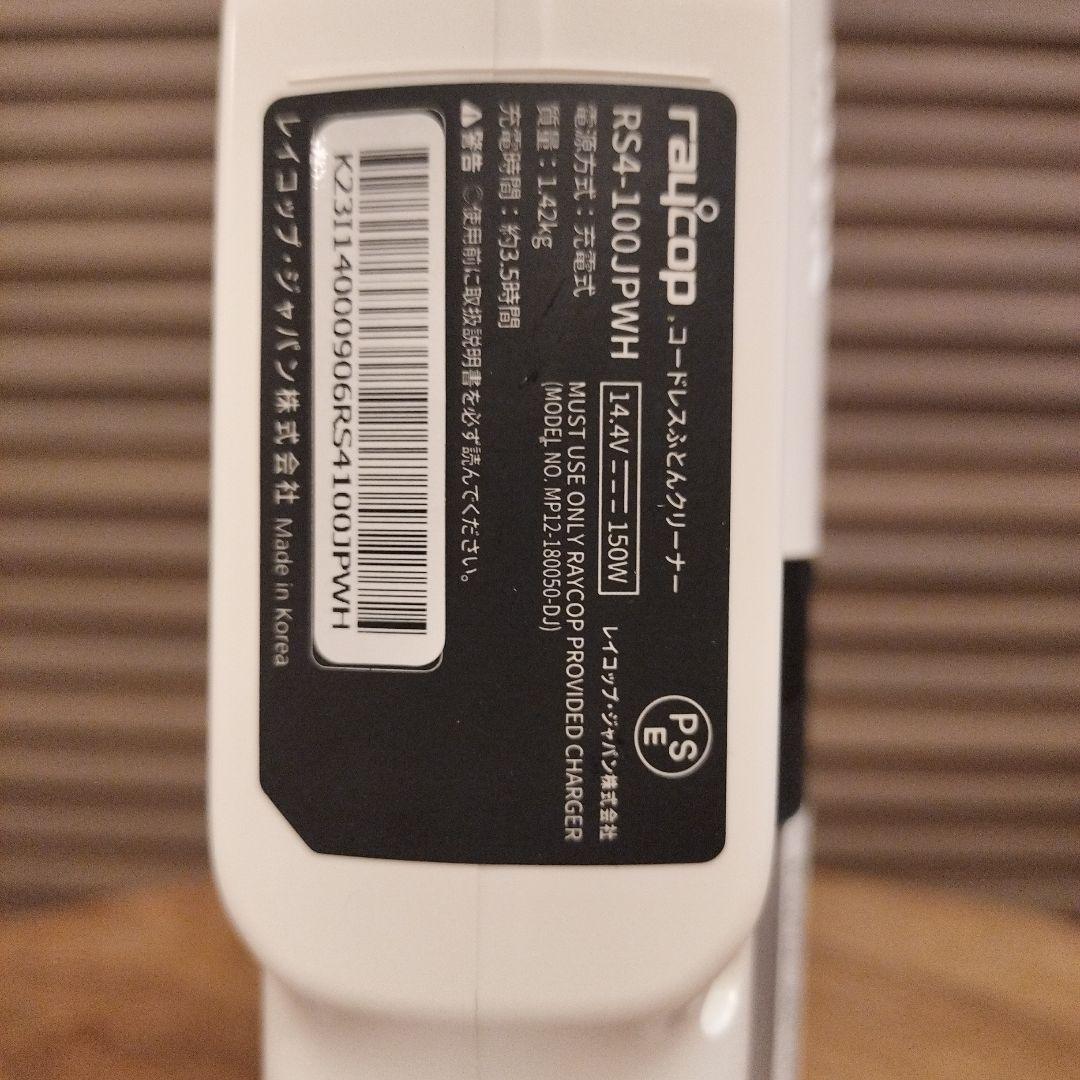 raycop コードレスふとんクリーナー
RS4-100JPWH 14.4V 150W
PSE
レイコップ・ジャパン株式会社
電源方式：充電式
質量：1.42kg
充電時間：約3.5時間
MUST USE ONLY RAYCOP PROVIDED CHARGER
(MODEL NO. MP12-180050-DJ)
警告 ご使用前に取扱説明書を必ず読んでください。
K23I14000906RS4100JPWH
レイコップ・ジャパン株式会社 Made in Korea